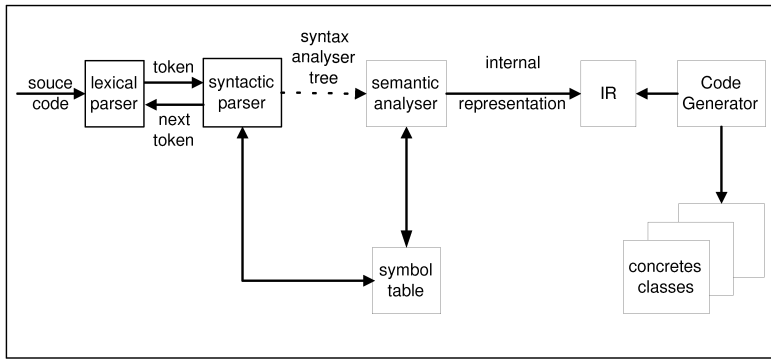 souce
code
lexical
parser
token
next
token
syntactic
parser
syntax
analyser
tree
semantic
analyser
internal
representation
IR
Code
Generator
symbol
table
concretes
classes